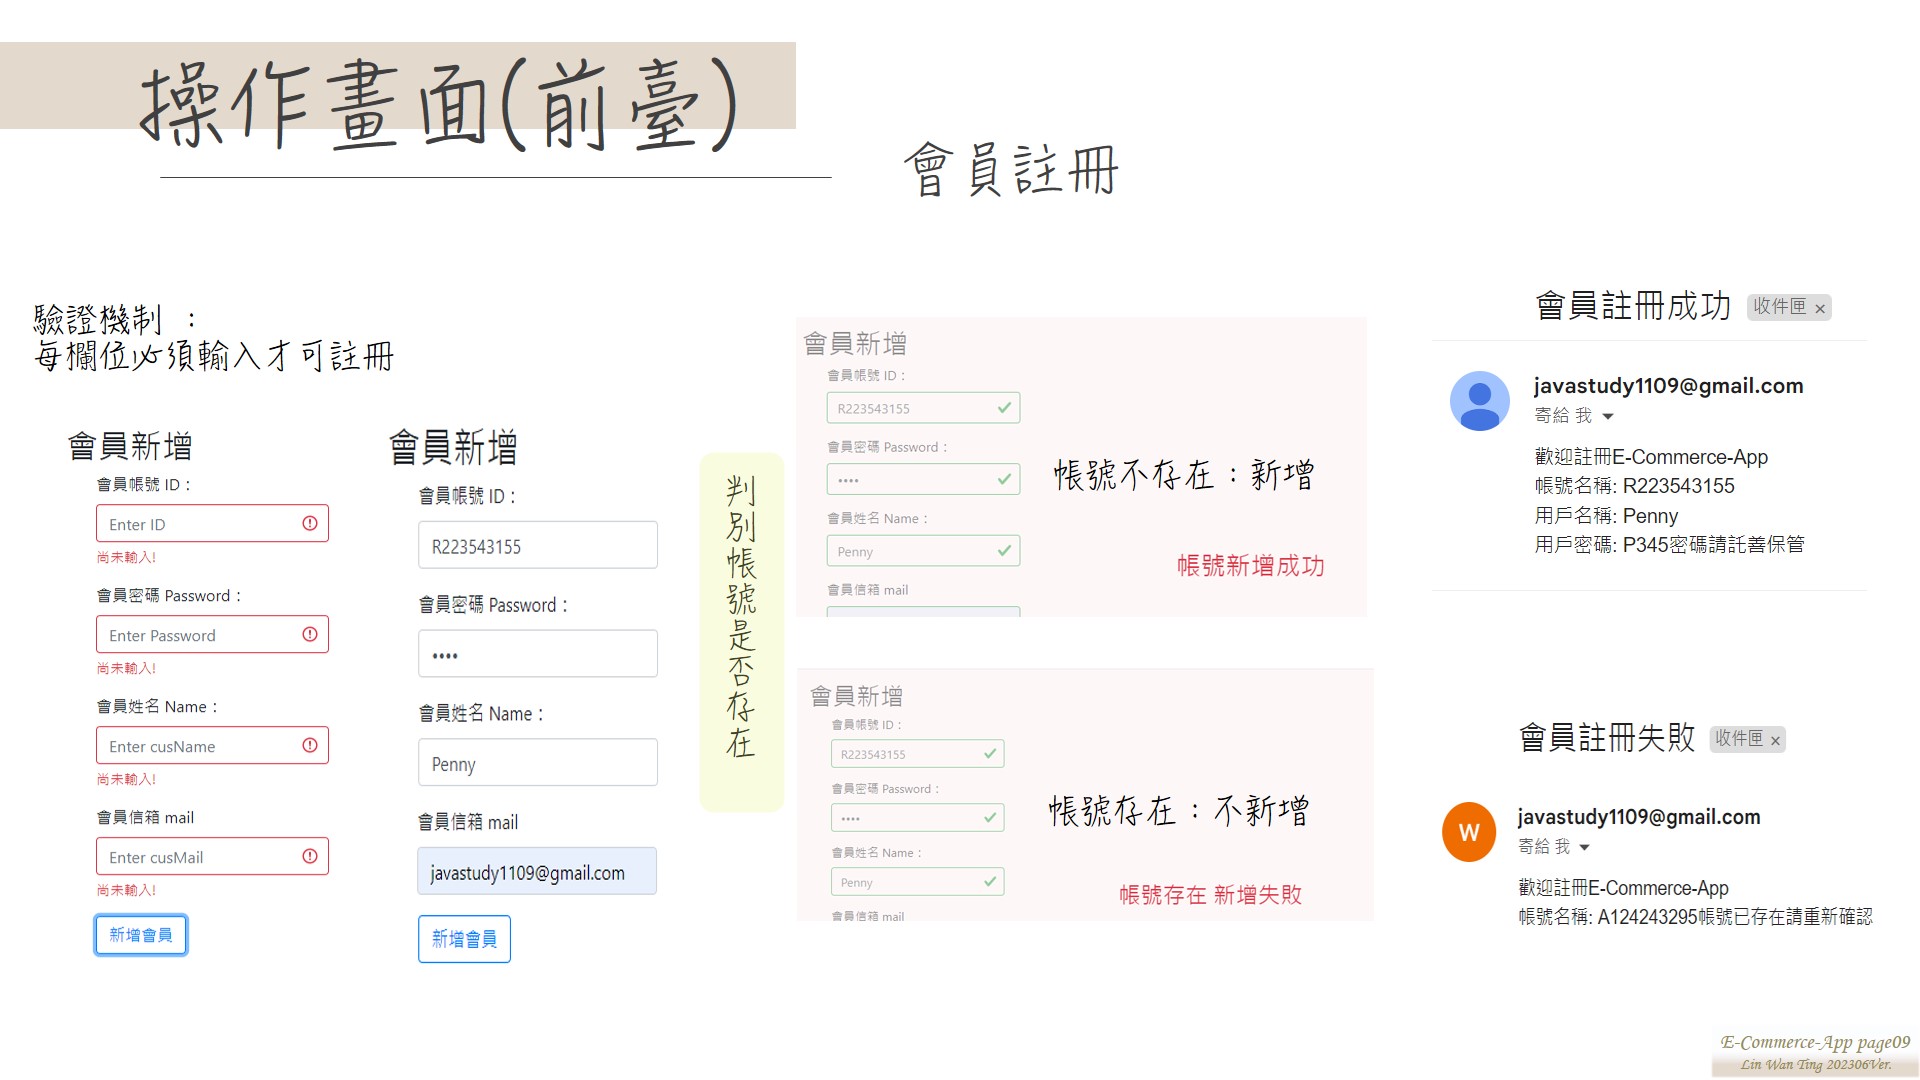 操作畫面(前臺)
會員註冊
驗證機制 ：
每欄位必須輸入才可註冊
會員新增
會員帳號 ID：
Enter ID
尚未輸入!
會員密碼 Password：
Enter Password
尚未輸入!
會員姓名 Name：
Enter cusName
尚未輸入!
會員信箱 mail
Enter cusMail
尚未輸入!
新增會員
會員新增
會員帳號 ID：
R223543155
會員密碼 Password：
••••
會員姓名 Name：
Penny
會員信箱 mail
javastudy1109@gmail.com
新增會員
判別帳號是否存在
會員新增
會員帳號 ID：
R223543155
會員密碼 Password：
••••
會員姓名 Name：
Penny
會員信箱 mail
帳號不存在：新增
帳號新增成功
會員新增
會員帳號 ID：
R223543155
會員密碼 Password：
••••
會員姓名 Name：
Penny
會員信箱 mail
帳號存在：不新增
帳號存在 新增失敗
會員註冊成功 收件匣 ×
javastudy1109@gmail.com
寄給 我
歡迎註冊E-Commerce-App
帳號名稱: R223543155
用戶名稱: Penny
用戶密碼: P345密碼請託善保管
會員註冊失敗 收件匣 ×
W
javastudy1109@gmail.com
寄給 我
歡迎註冊E-Commerce-App
帳號名稱: A124243295帳號已存在請重新確認
E-Commerce-App page09
Lin Wan Ting 202306Ver.